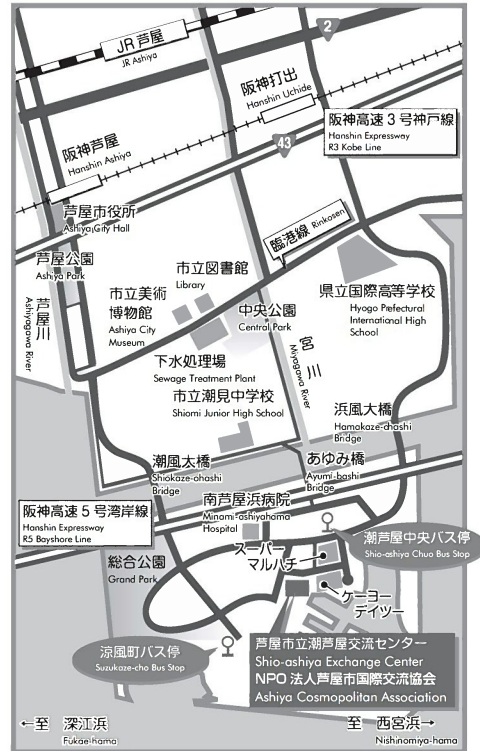 2
JR 芦屋
JR Ashiya
阪神打出
Hanshin Uchide
阪神高速 3 号神戸線
Hanshin Expressway
R3 Kobe Line
43
阪神芦屋
Hanshin Ashiya
芦屋市役所
Ashiya City Hall
臨港線 Rinkosen
芦屋公園
Ashiya Park
市立図書館
Library
県立国際高等学校
Hyogo Prefectural
International High
School
芦屋川
Ashiyagawa River
市立美術
博物館
Ashiya City
Museum
中央公園
Central Park
宮川
Miyagawa River
下水処理場
Sewage Treatment Plant
市立潮見中学校
Shiomi Junior High School
浜風大橋
Hamakaze-ohashi
Bridge
潮風大橋
Shiokaze-ohashi
Bridge
あゆみ橋
Ayumi-bashi
Bridge
阪神高速 5 号湾岸線
Hanshin Expressway
R5 Bayshore Line
南芦屋浜病院
Minami-ashiyahama
Hospital
潮芦屋中央バス停
Shio-ashiya Chuo Bus Stop
スーパー
マルハチ
総合公園
Grand Park
ケーヨー
デイツー
涼風町バス停
Suzukaze-cho Bus Stop
芦屋市立潮芦屋交流センター
Shio-ashiya Exchange Center
NPO 法人芦屋市国際交流協会
Ashiya Cosmopolitan Association
←至 深江浜
Fukae-hama
至 西宮浜→
Nishinomiya-hama